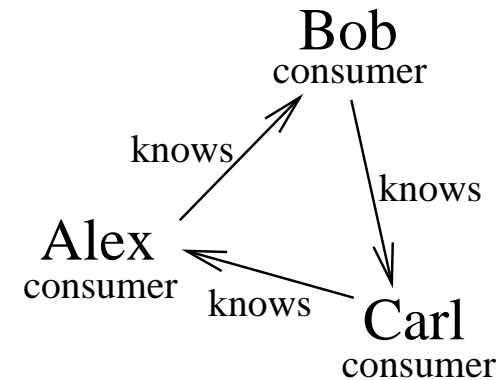 Bob
consumer
knows
knows
Alex
consumer
knows
Carl
consumer